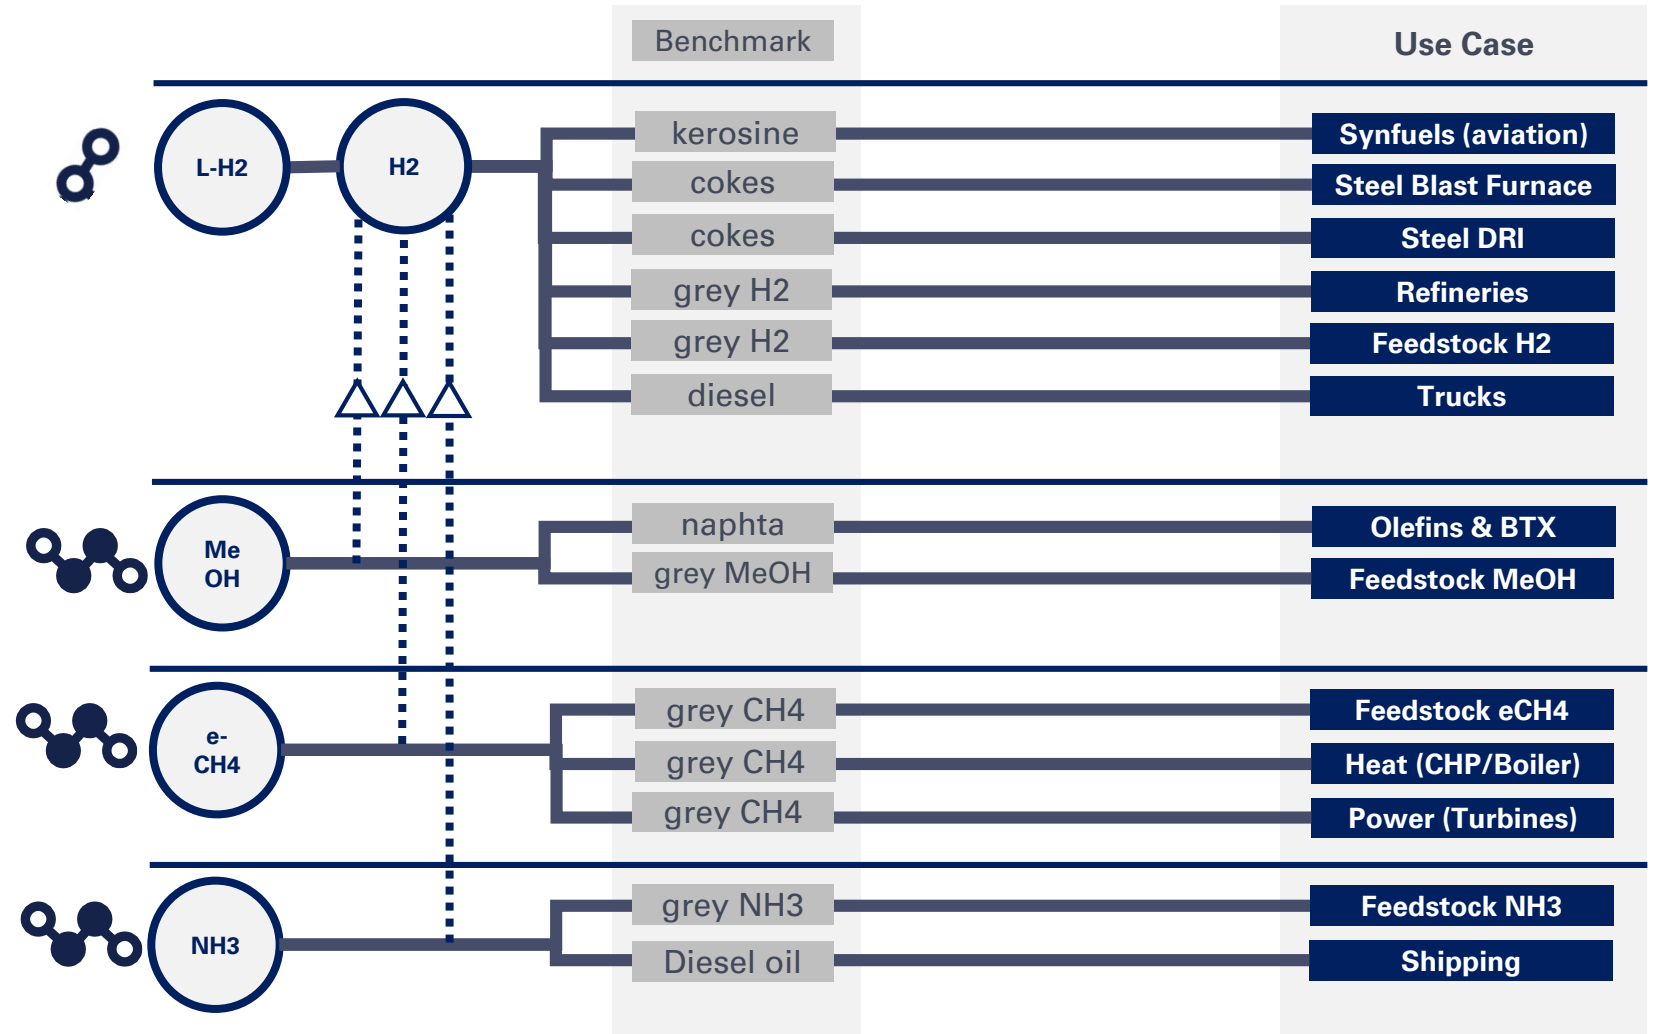 Benchmark
Use Case
L-H2
H2
kerosine
Synfuels (aviation)
cokes
Steel Blast Furnace
cokes
Steel DRI
grey H2
Refineries
grey H2
Feedstock H2
diesel
Trucks
Me
OH
naphta
Olefins & BTX
grey MeOH
Feedstock MeOH
e-
CH4
grey CH4
Feedstock eCH4
grey CH4
Heat (CHP/Boiler)
grey CH4
Power (Turbines)
NH3
grey NH3
Feedstock NH3
Diesel oil
Shipping